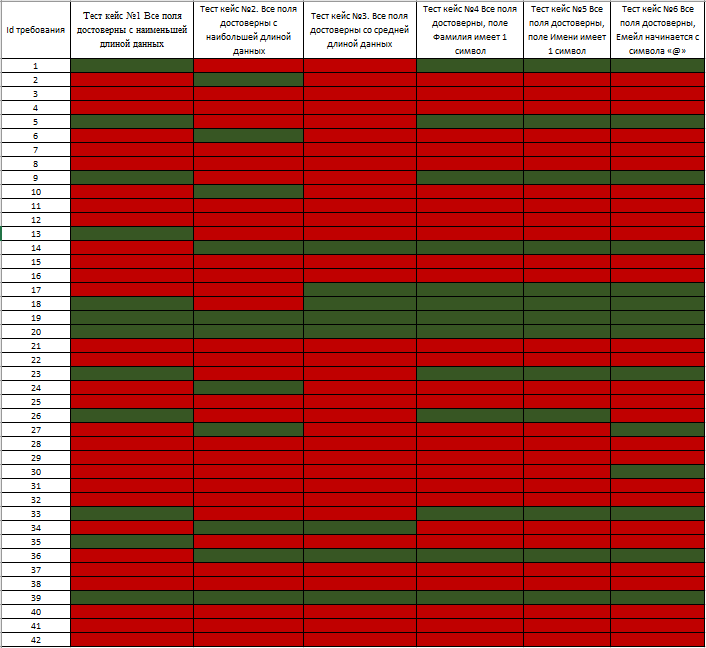 Id требования
Тест кейс №1 Все поля
достоверны с наименьшей
длиной данных
Тест кейс №2. Все поля
достоверны с
наибольшей длиной
данных
Тест кейс №3. Все поля
достоверны со средней
длиной данных
Тест кейс №4 Все поля
достоверны, поле
Фамилия имеет 1
символ
Тест кейс №5 Все
поля достоверны,
поле Имени имеет
1 символ
Тест кейс №6 Все
поля достоверны,
Емейл начинается с
символа «@»
1
2
3
4
5
6
7
8
9
10
11
12
13
14
15
16
17
18
19
20
21
22
23
24
25
26
27
28
29
30
31
32
33
34
35
36
37
38
39
40
41
42